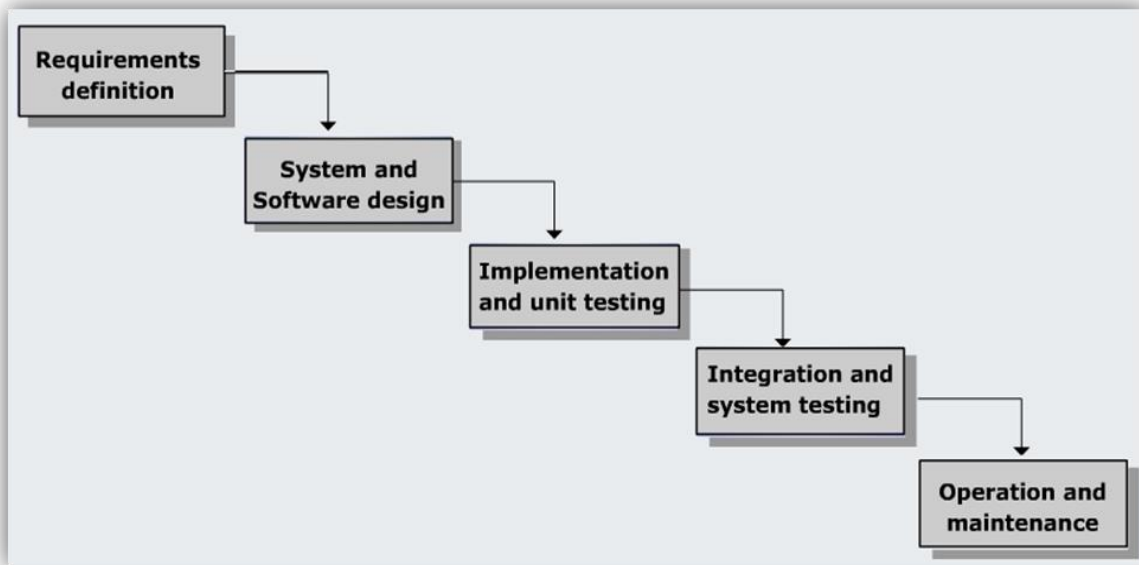 Requirements
definition
System and
Software design
Implementation
and unit testing
Integration and
system testing
Operation and
maintenance